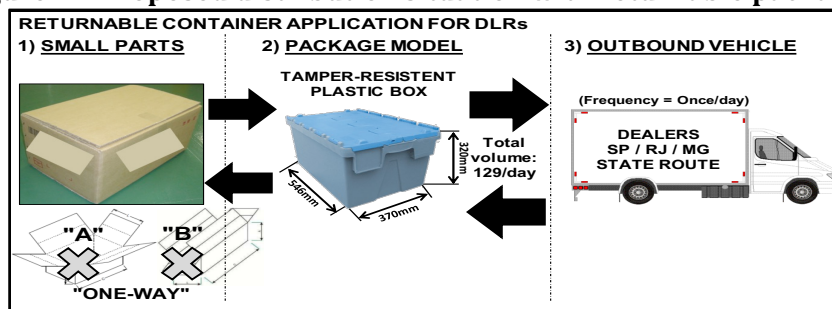 RETURNABLE CONTAINER APPLICATION FOR DLRs
1) SMALL PARTS
2) PACKAGE MODEL
3) OUTBOUND VEHICLE
TAMPER-RESISTENT
PLASTIC BOX
320mm
546mm
370mm
Total
volume:
129/day
(Frequency = Once/day)
DEALERS
SP / RJ / MG
STATE ROUTE
"A"
"B"
"ONE-WAY"